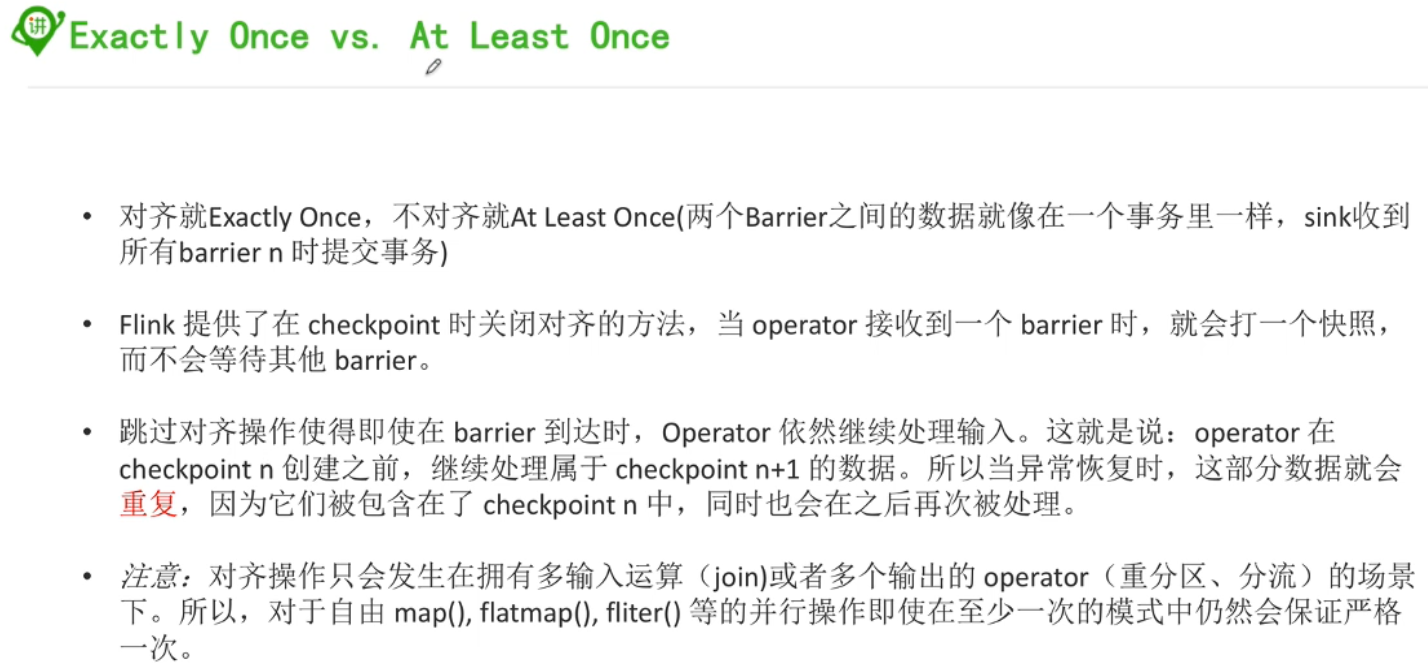 讲
Exactly Once vs. At Least Once
• 对齐就Exactly Once，不对齐就At Least Once(两个Barrier之间的数据就像在一个事务里一样，sink收到
所有barrier n 时提交事务)
• Flink 提供了在 checkpoint 时关闭对齐的方法，当 operator 接收到一个 barrier 时，就会打一个快照，
而不会等待其他 barrier。
• 跳过对齐操作使得即使在 barrier 到达时，Operator 依然继续处理输入。这就是说：operator 在
checkpoint n 创建之前，继续处理属于 checkpoint n+1 的数据。所以当异常恢复时，这部分数据就会
重复，因为它们被包含在了 checkpoint n 中，同时也会在之后再次被处理。
• 注意：对齐操作只会发生在拥有多输入运算（join)或者多个输出的 operator（重分区、分流）的场景
下。所以，对于自由 map(), flatmap(), fliter() 等的并行操作即使在至少一次的模式中仍然会保证严格
一次。